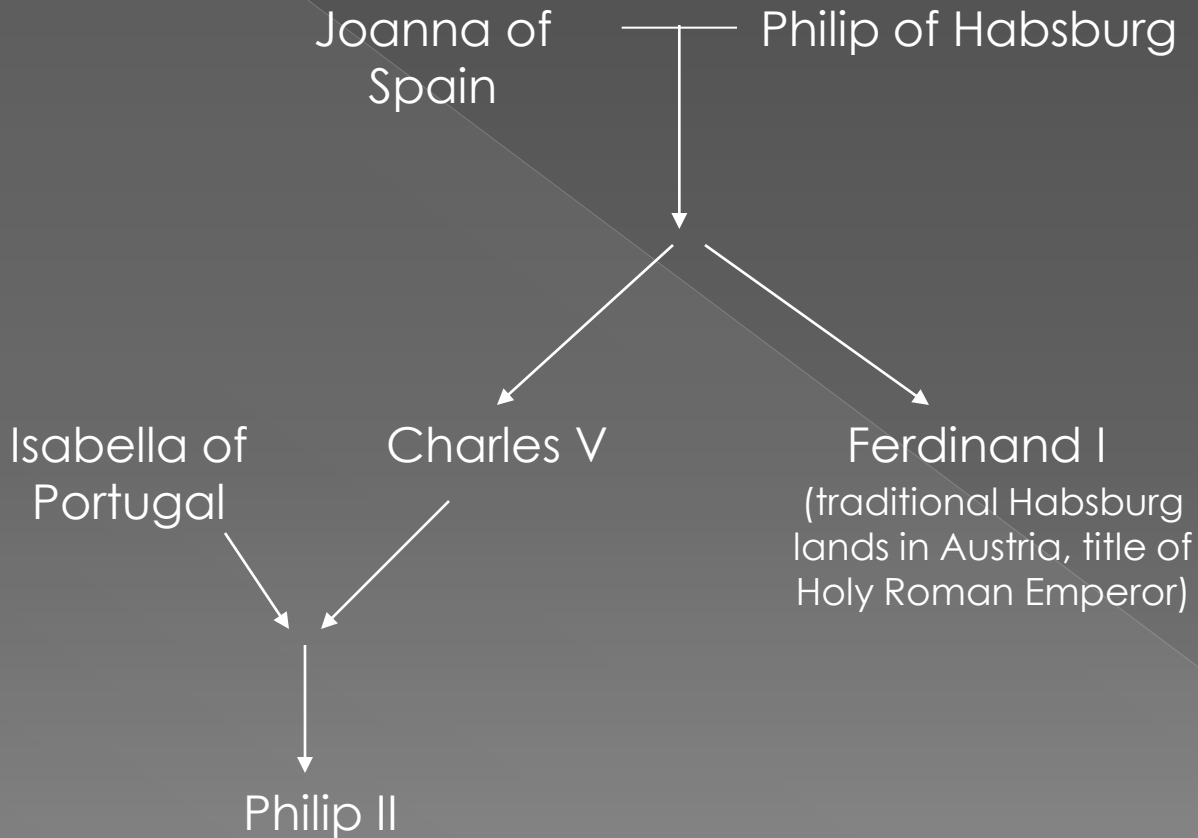 Joanna of
Spain
Philip of Habsburg
Isabella of
Portugal
Charles V
Ferdinand I
(traditional Habsburg
lands in Austria, title of
Holy Roman Emperor)
Philip II